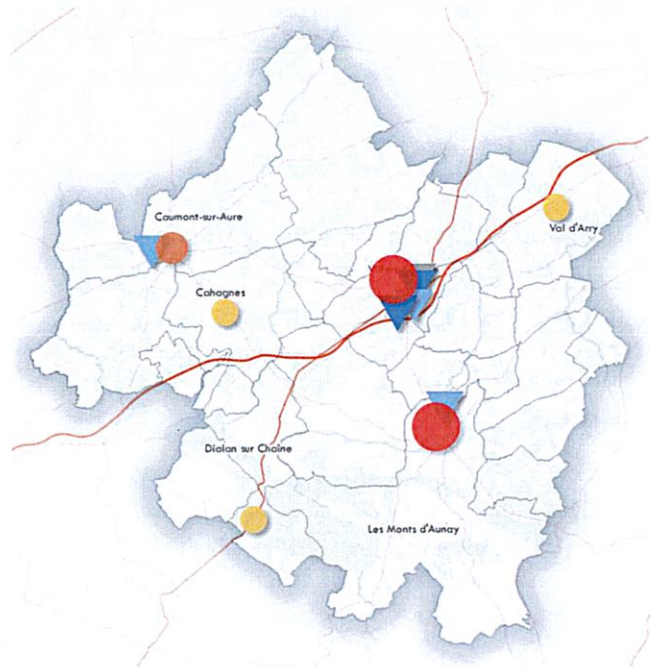 Caumont-sur-Aure
Val d'Arry
Cahagnes
Dialan sur Chaîne
Les Monts d'Aunay